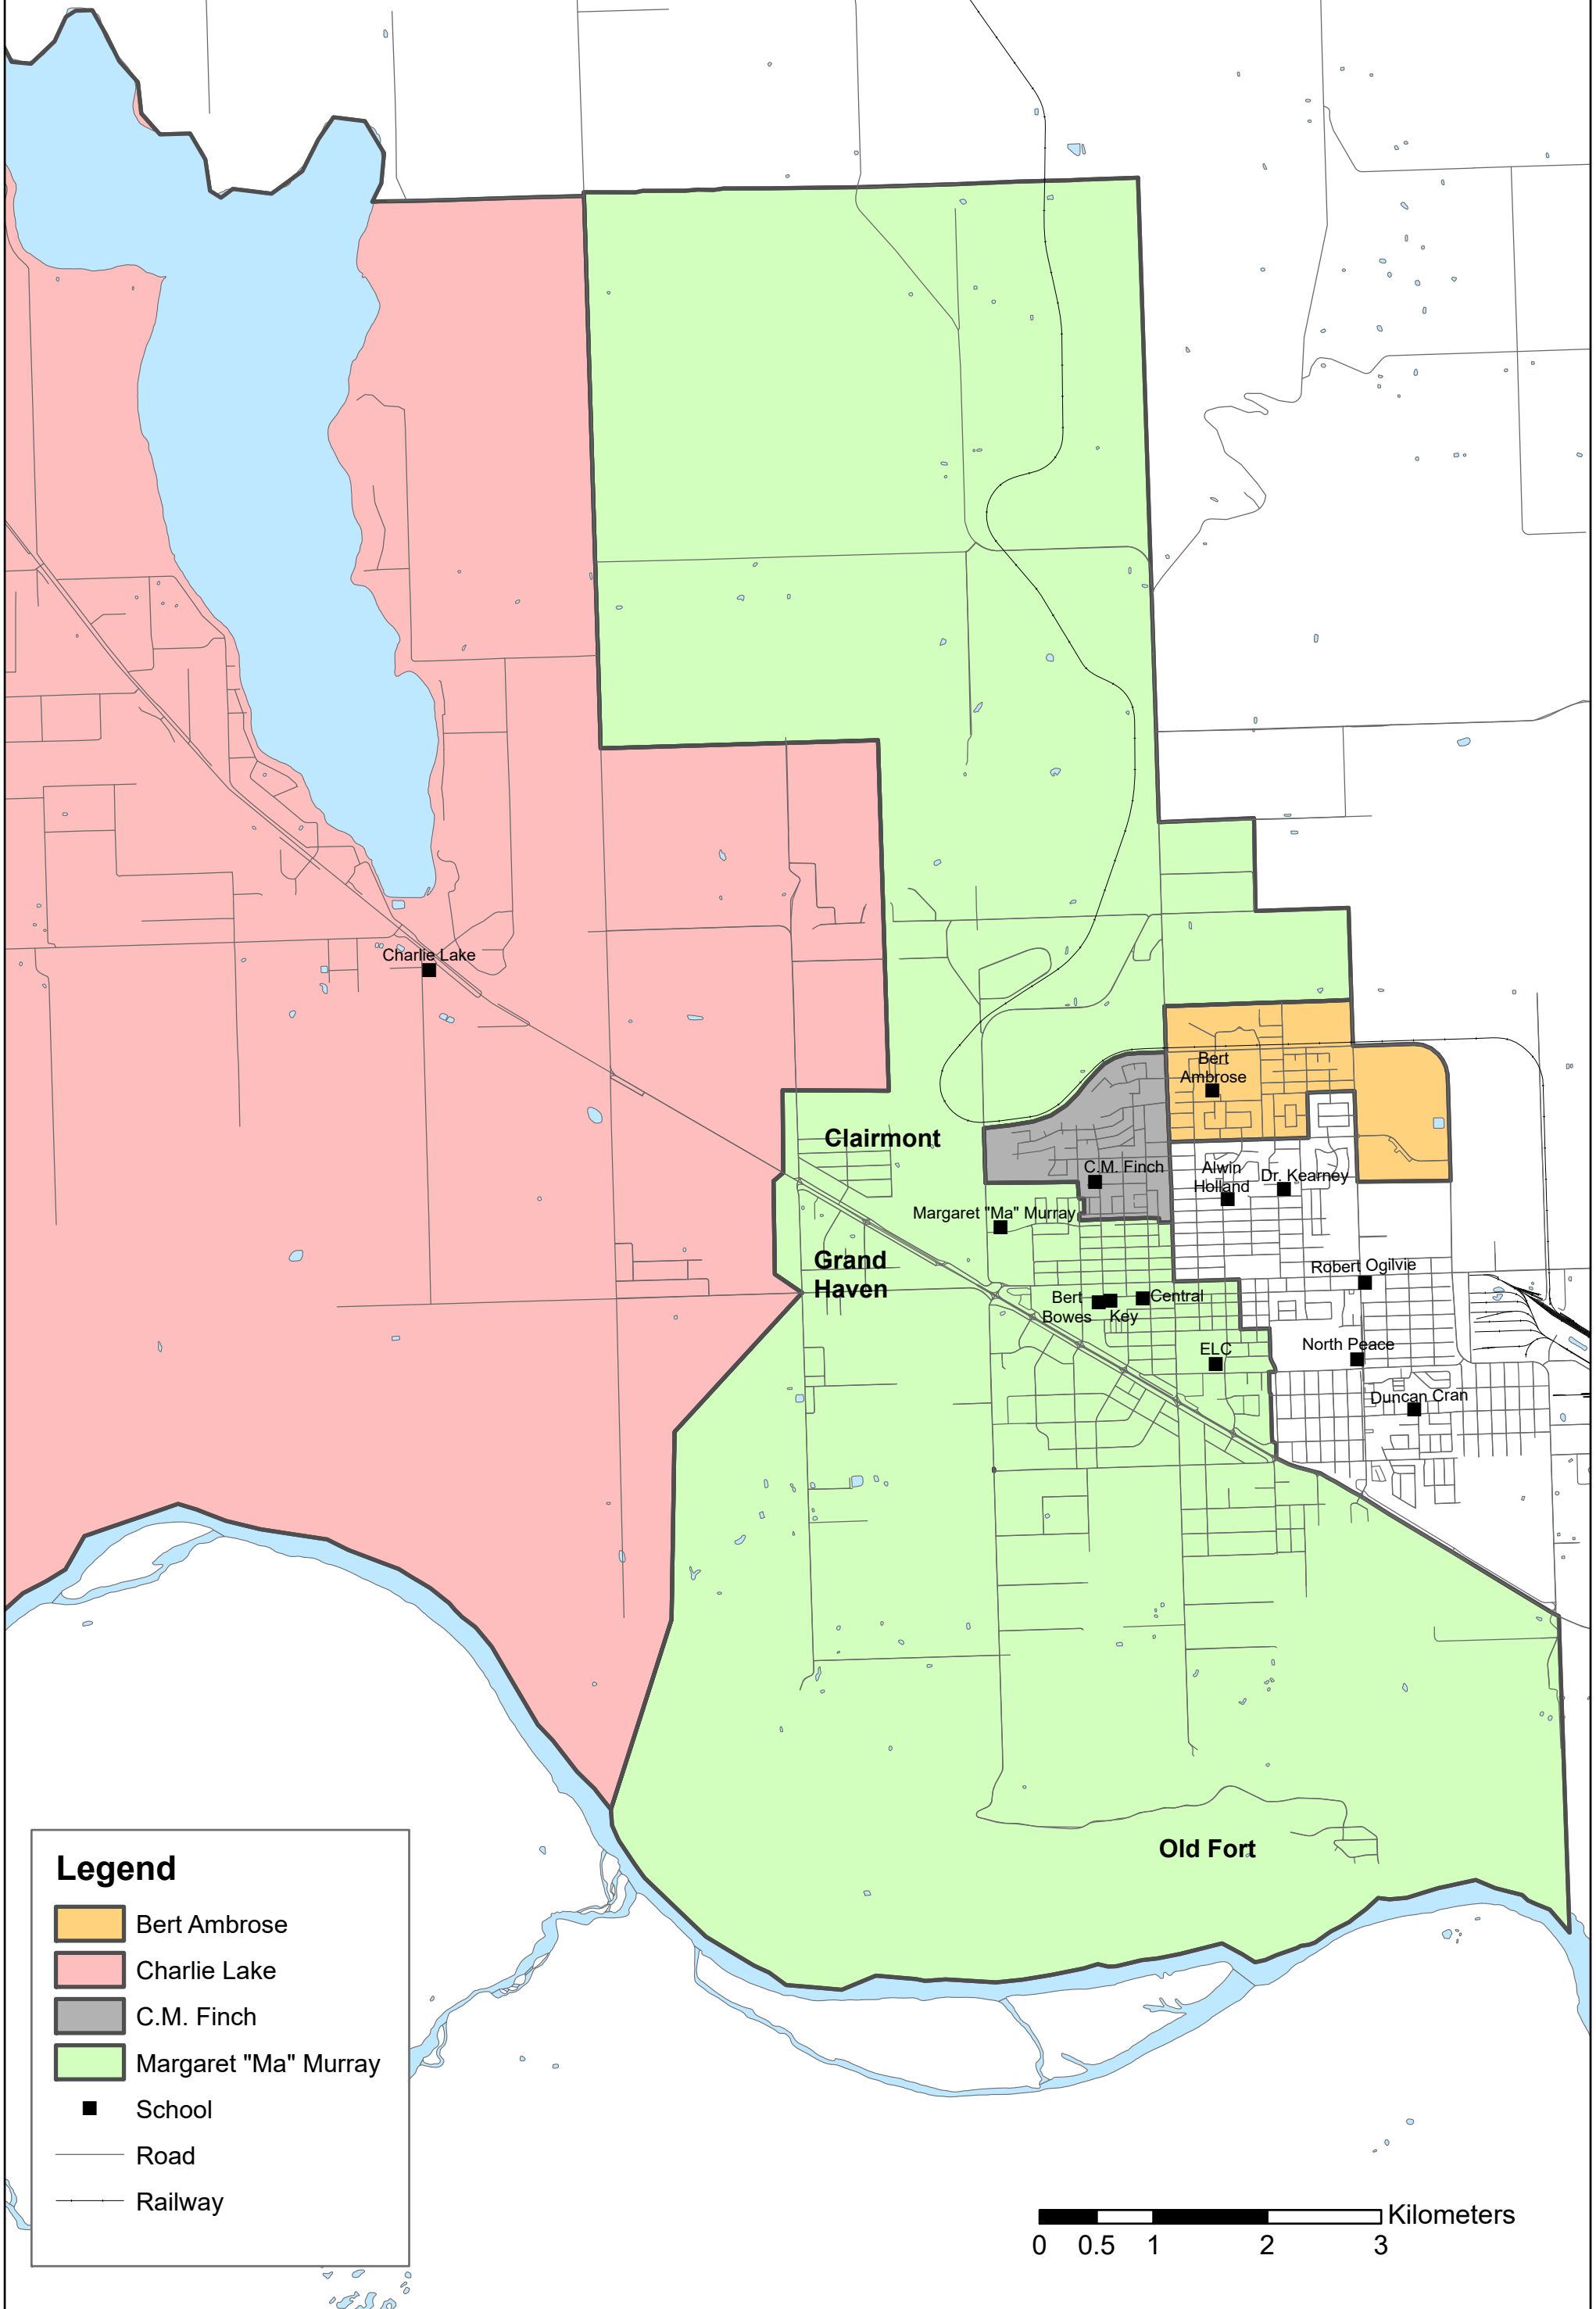 Charlie Lake
Bert
Ambrose
Clairmont
C.M. Finch
Alwin
Holland
Dr. Kearney
Margaret "Ma" Murray
Grand
Haven
Robert Ogilvie
Bert
Bowes
Key
Central
ELC
North Peace
Duncan Cran
Old Fort
Legend
Bert Ambrose
Charlie Lake
C.M. Finch
Margaret "Ma" Murray
School
Road
Railway
Kilometers
0 0.5 1 2 3